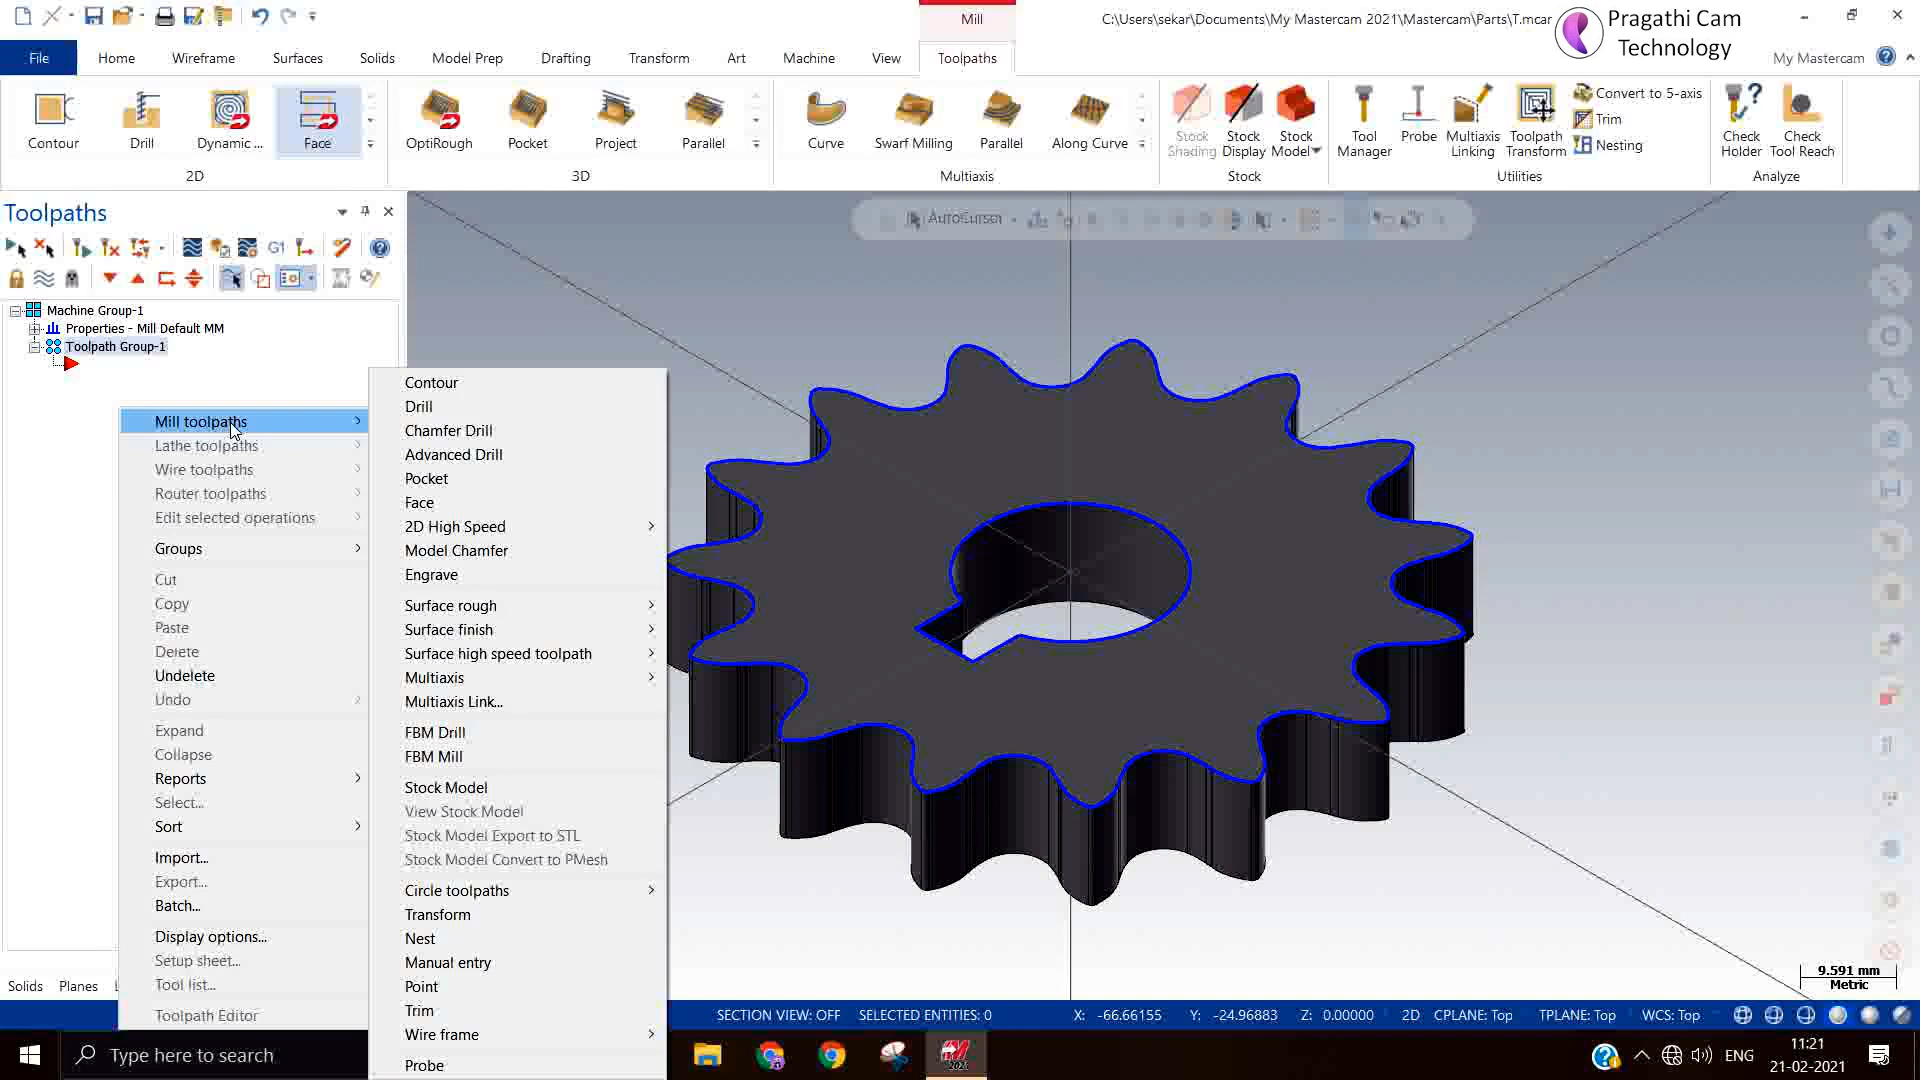 Mill
C:\Users\sekar\Documents\My Mastercam 2021\Mastercam\Parts\T.mcar
Pragathi Cam
Technology
File
Home
Wireframe
Surfaces
Solids
Model Prep
Drafting
Transform
Art
Machine
View
Toolpaths
My Mastercam
Contour
Drill
Dynamic ...
Face
OptiRough
Pocket
Project
Parallel
Curve
Swarf Milling
Parallel
Along Curve
Stock
Shading
Stock
Display
Stock
Model
Tool
Manager
Probe
Multiaxis
Linking
Toolpath
Transform
Convert to 5-axis
Trim
Nesting
Check
Holder
Check
Tool Reach
2D
3D
Multiaxis
Stock
Utilities
Analyze
Toolpaths
G1
AutoCursor
Machine Group-1
Properties - Mill Default MM
Toolpath Group-1
Mill toolpaths
Lathe toolpaths
Wire toolpaths
Router toolpaths
Edit selected operations
Groups
Cut
Copy
Paste
Delete
Undelete
Undo
Expand
Collapse
Reports
Select...
Sort
Import...
Export...
Batch...
Display options...
Setup sheet...
Tool list...
Toolpath Editor
Contour
Drill
Chamfer Drill
Advanced Drill
Pocket
Face
2D High Speed
Model Chamfer
Engrave
Surface rough
Surface finish
Surface high speed toolpath
Multiaxis
Multiaxis Link...
FBM Drill
FBM Mill
Stock Model
View Stock Model
Stock Model Export to STL
Stock Model Convert to PMesh
Circle toolpaths
Transform
Nest
Manual entry
Point
Trim
Wire frame
Probe
9.591 mm
Metric
Solids
Planes
SECTION VIEW: OFF
SELECTED ENTITIES: 0
X: -66.66155
Y: -24.96883
Z: 0.00000
2D
CPLANE: Top
TPLANE: Top
WCS: Top
Type here to search
2021
ENG
11:21
21-02-2021